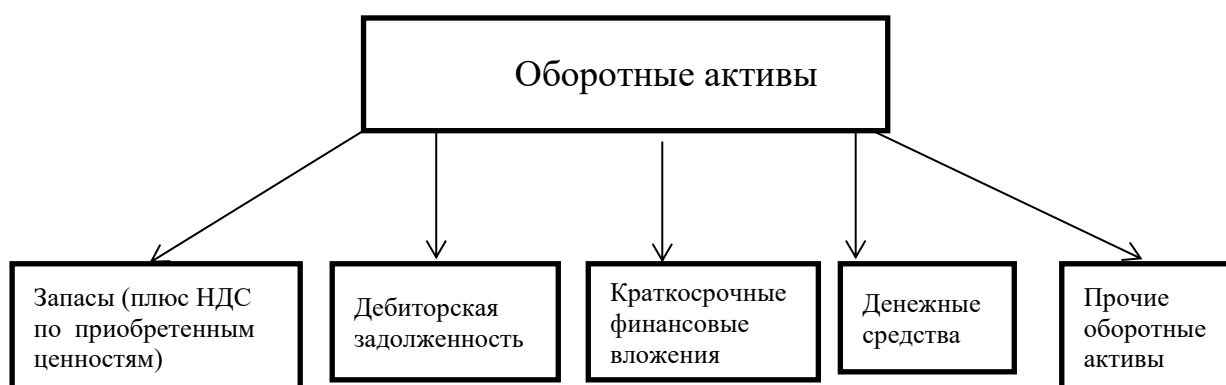 Оборотные активы
Запасы (плюс НДС
по приобретенным
ценностям)
Дебиторская
задолженность
Краткосрочные
финансовые
вложения
Денежные
средства
Прочие
оборотные
активы